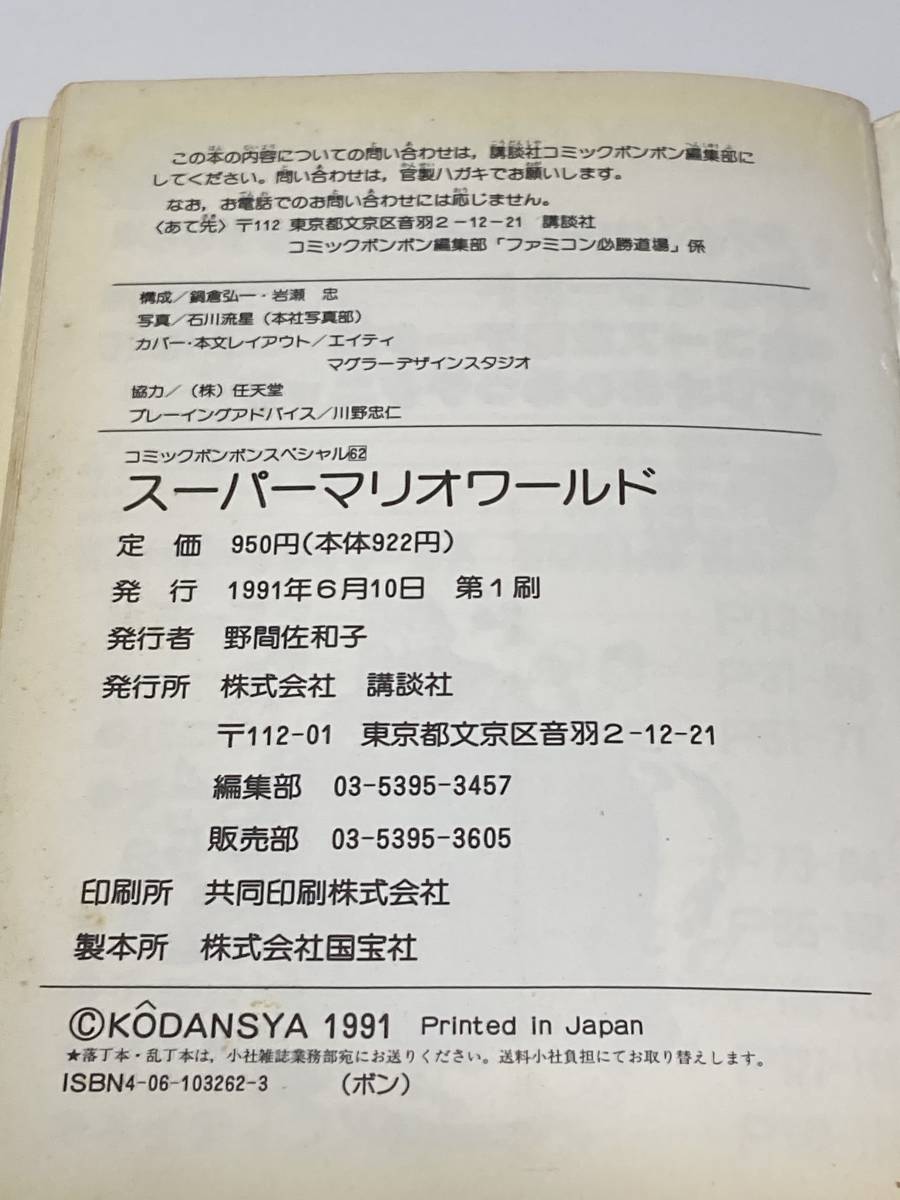 この本の内容についての問い合わせは，講談社コミックボンボン編集部に
してください。問い合わせは，官製ハガキでお願いします。
なお，お電話でのお問い合わせには応じません。
〈あて先〉〒112 東京都文京区音羽2－12－21　講談社
コミックボンボン編集部「ファミコン必勝道場」係
構成／鍋倉弘一・岩瀬　忠
写真／石川流星（本社写真部）
カバー・本文レイアウト／エイティ
マグラーデザインスタジオ
協力／（株）任天堂
プレーイングアドバイス／川野忠仁
コミックボンボンスペシャル62
スーパーマリオワールド
定　価　950円（本体922円）
発　行　1991年6月10日　第1刷
発行者　野間佐和子
発行所　株式会社　講談社
〒112-01　東京都文京区音羽2-12-21
編集部　03-5395-3457
販売部　03-5395-3605
印刷所　共同印刷株式会社
製本所　株式会社国宝社
©KÔDANSYA 1991　Printed in Japan
★落丁本・乱丁本は，小社雑誌業務部宛にお送りください。送料小社負担にてお取り替えします。
ISBN4-06-103262-3　（ボン）